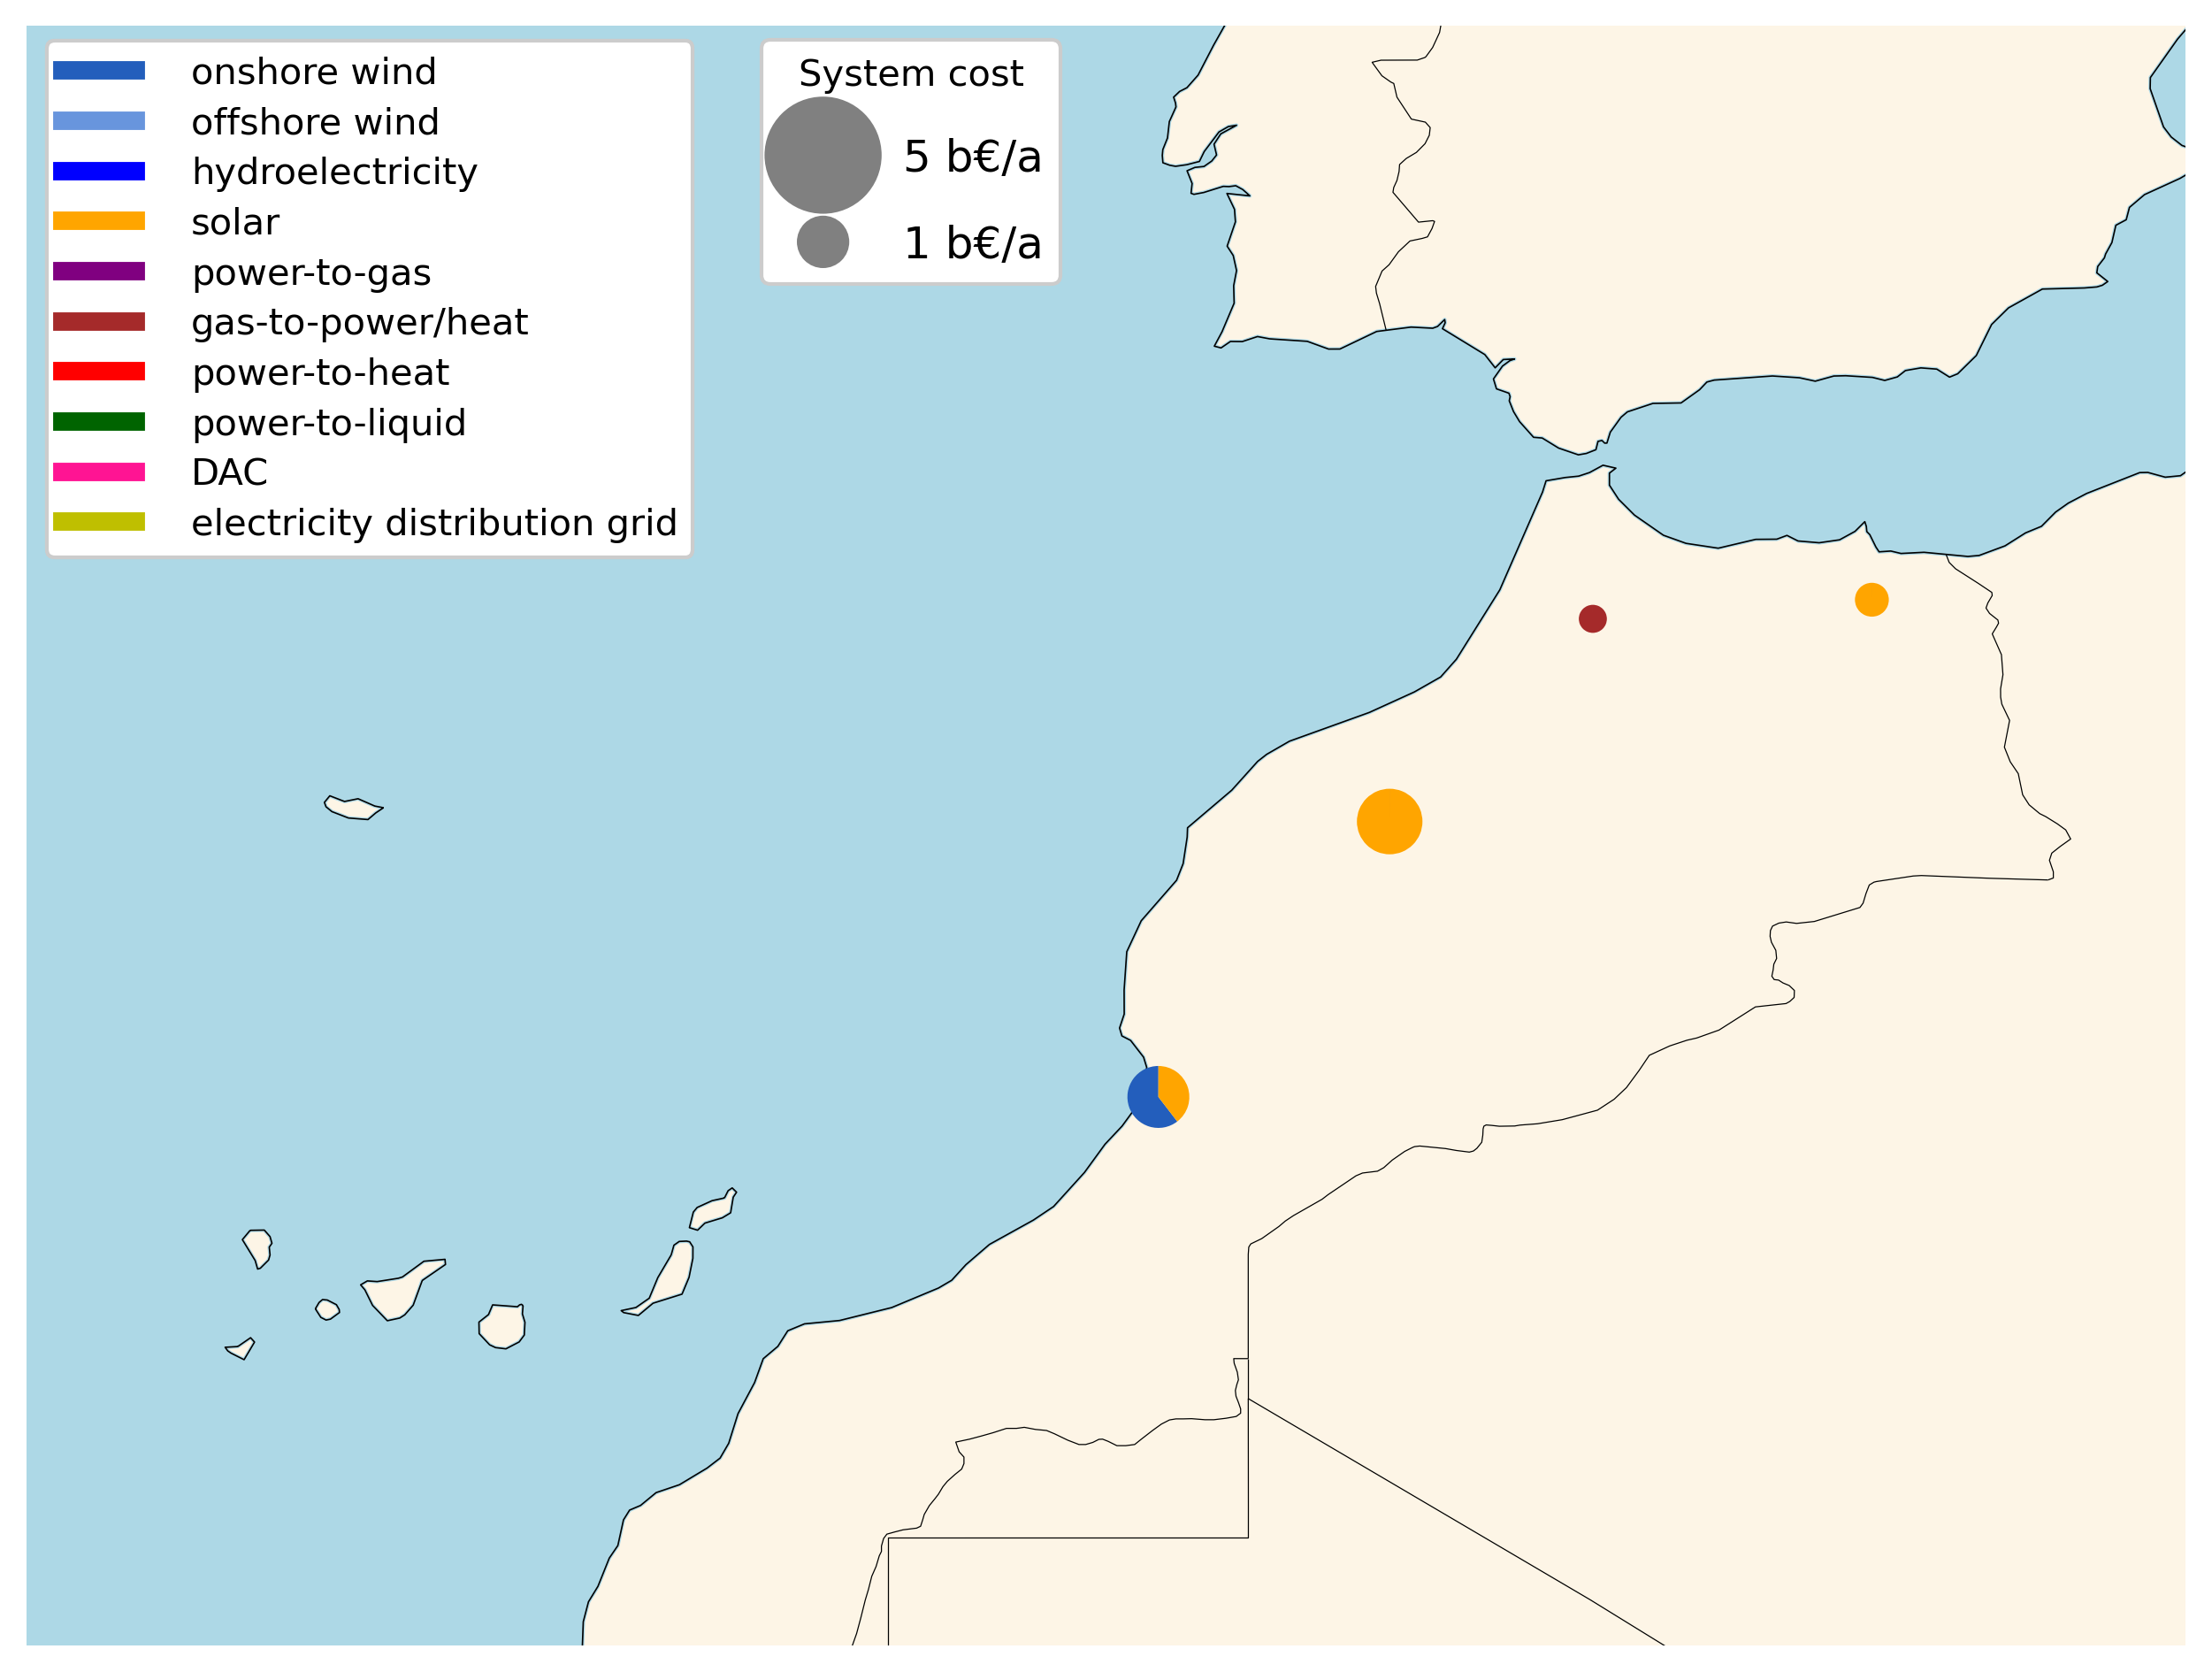 onshore wind
offshore wind
hydroelectricity
solar
power-to-gas
gas-to-power/heat
power-to-heat
power-to-liquid
DAC
electricity distribution grid
System cost
5 b€/a
1 b€/a